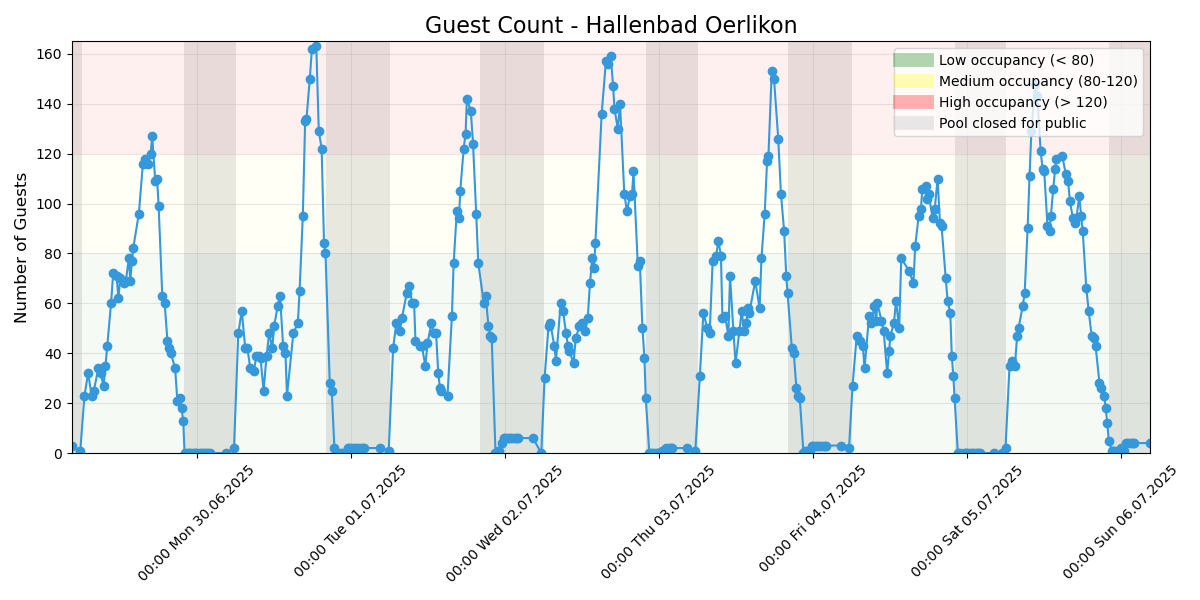 Guest Count - Hallenbad Oerlikon
Number of Guests
160
140
120
100
80
60
40
20
0
Low occupancy (< 80)
Medium occupancy (80-120)
High occupancy (> 120)
Pool closed for public
00:00 Mon 30.06.2025
00:00 Tue 01.07.2025
00:00 Wed 02.07.2025
00:00 Thu 03.07.2025
00:00 Fri 04.07.2025
00:00 Sat 05.07.2025
00:00 Sun 06.07.2025